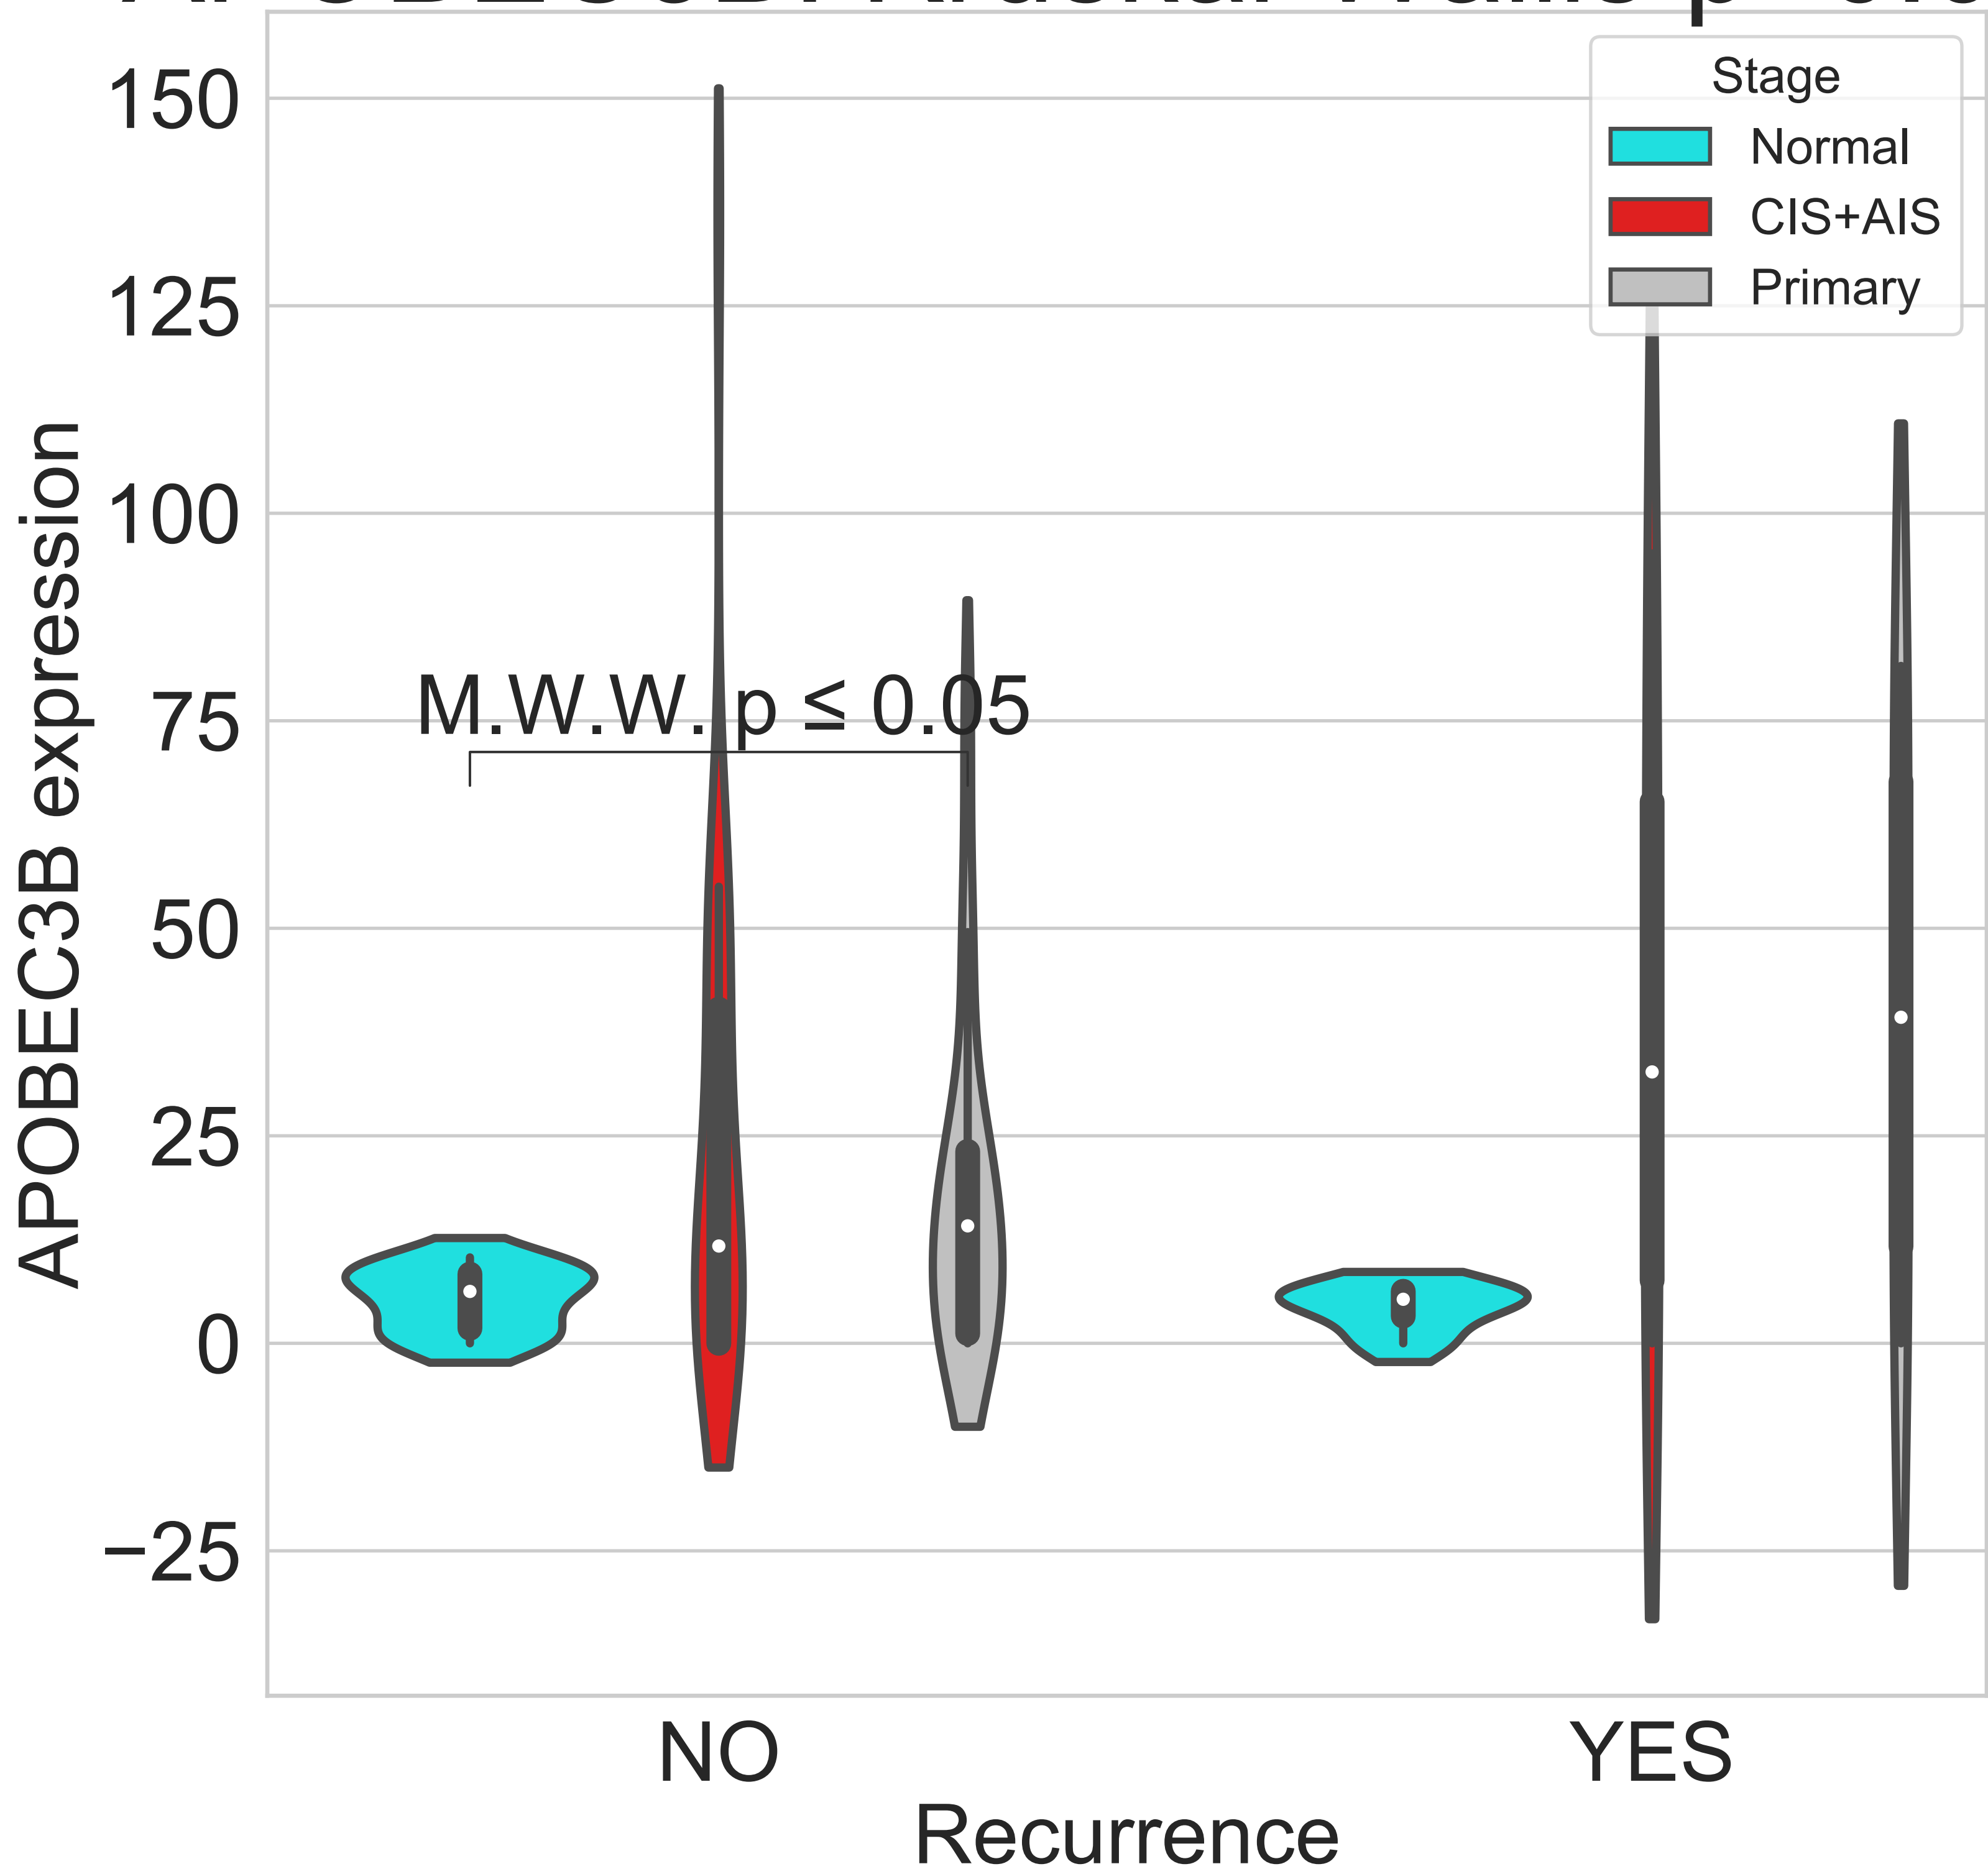 Stage
Normal
CIS+AIS
Primary
150
125
100
75
50
25
0
−25
APOBEC3B expression
M.W.W. p ≤ 0.05
NO
YES
Recurrence